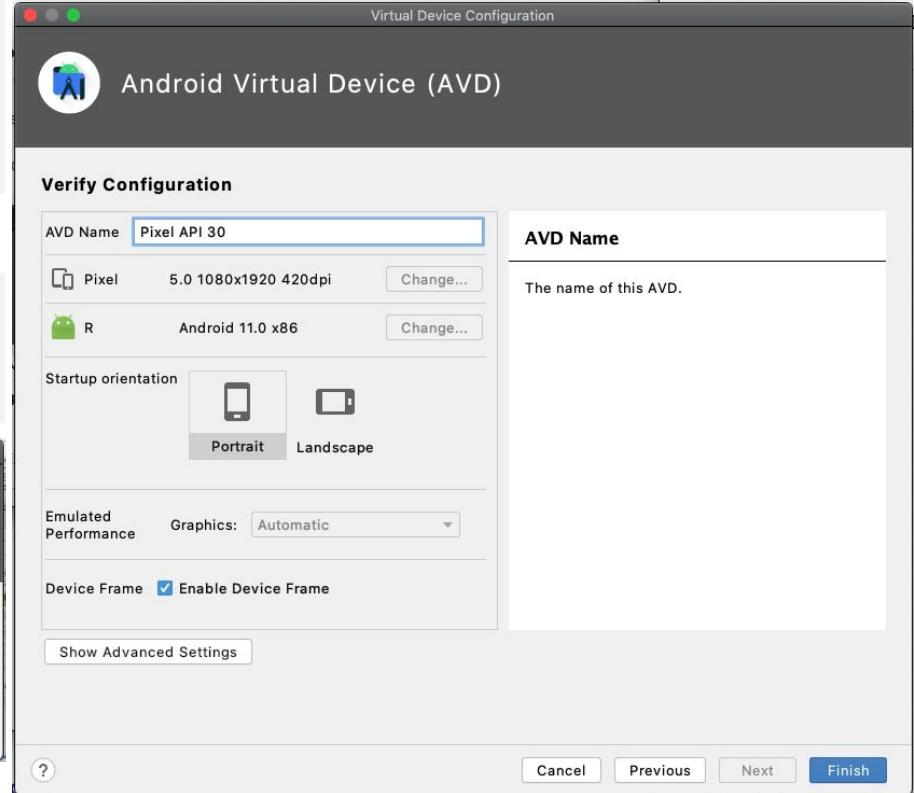 Virtual Device Configuration
Android Virtual Device (AVD)
Verify Configuration
AVD Name Pixel API 30
Pixel 5.0 1080x1920 420dpi Change...
R Android 11.0 x86 Change...
Startup orientation
Portrait Landscape
Emulated
Performance Graphics: Automatic
Device Frame Enable Device Frame
Show Advanced Settings
AVD Name
The name of this AVD.
? Cancel Previous Next Finish